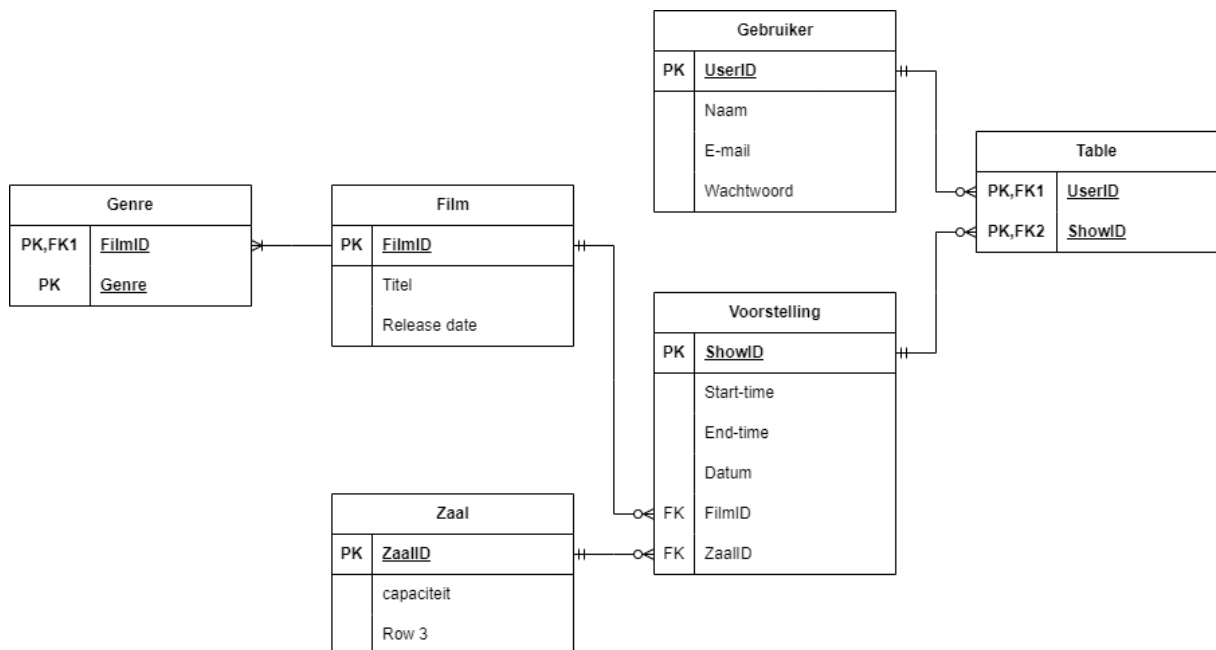 Gebruiker
PK UserID
Naam
E-mail
Wachtwoord
Table
PK,FK1 UserID
PK,FK2 ShowID
Genre
PK,FK1 FilmID
PK Genre
Film
PK FilmID
Titel
Release date
Voorstelling
PK ShowID
Start-time
End-time
Datum
FK FilmID
FK ZaalID
Zaal
PK ZaalID
capaciteit
Row 3